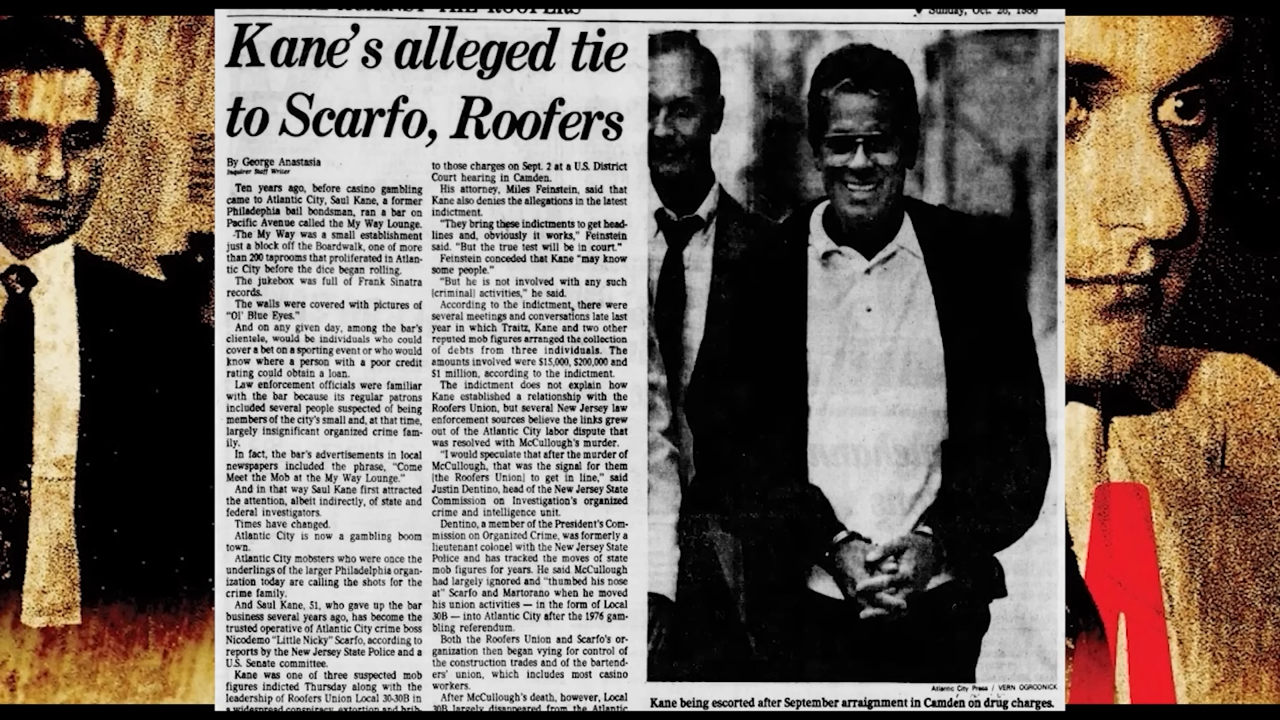 AGAINST THE ROOFERS
Sunday, Oct. 26, 1986
Kane's alleged tie
to Scarfo, Roofers
By George Anastasia
Inquirer Staff Writer
Ten years ago, before casino gambling
came to Atlantic City, Saul Kane, a former
Philadephia bail bondsman, ran a bar on
Pacific Avenue called the My Way Lounge.
The My Way was a small establishment
just a block off the Boardwalk, one of more
than 200 taprooms that proliferated in Atlan-
tic City before the dice began rolling.
The jukebox was full of Frank Sinatra
records.
The walls were covered with pictures of
"Ol' Blue Eyes."
And on any given day, among the bar's
clientele, would be individuals who could
cover a bet on a sporting event or who would
know where a person with a poor credit
rating could obtain a loan.
Law enforcement officials were familiar
with the bar because its regular patrons
included several people suspected of being
members of the city's small and, at that time,
largely insignificant organized crime fam-
ily.
In fact, the bar's advertisements in local
newspapers included the phrase, "Come
Meet the Mob at the My Way Lounge."
And in that way Saul Kane first attracted
the attention, albeit indirectly, of state and
federal investigators.
Times have changed.
Atlantic City is now a gambling boom
town.
Atlantic City mobsters who were once the
underlings of the larger Philadelphia organ-
ization today are calling the shots for the
crime family.
And Saul Kane, 51, who gave up the bar
business several years ago, has become the
trusted operative of Atlantic City crime boss
Nicodemo "Little Nicky" Scarfo, according to
reports by the New Jersey State Police and a
U.S. Senate committee.
Kane was one of three suspected mob
figures indicted Thursday along with the
leadership of Roofers Union Local 30-30B in
a widespread conspiracy, extortion and brib-
to those charges on Sept. 2 at a U.S. District
Court hearing in Camden.
His attorney, Miles Feinstein, said that
Kane also denies the allegations in the latest
indictment.
"They bring these indictments to get head-
lines and, obviously it works," Feinstein
said. "But the true test will be in court."
Feinstein conceded that Kane "may know
some people."
"But he is not involved with any such
[criminal] activities," he said.
According to the indictment, there were
several meetings and conversations late last
year in which Traitz, Kane and two other
reputed mob figures arranged the collection
of debts from three individuals. The
amounts involved were $15,000, $200,000 and
$1 million, according to the indictment.
The indictment does not explain how
Kane established a relationship with the
Roofers Union, but several New Jersey law
enforcement sources believe the links grew
out of the Atlantic City labor dispute that
was resolved with McCullough's murder.
"I would speculate that after the murder of
McCullough, that was the signal for them
[the Roofers Union] to get in line," said
Justin Dentino, head of the New Jersey State
Commission on Investigation's organized
crime and intelligence unit.
Dentino, a member of the President's Com-
mission on Organized Crime, was formerly a
lieutenant colonel with the New Jersey State
Police and has tracked the moves of state
mob figures for years. He said McCullough
had largely ignored and "thumbed his nose
at" Scarfo and Martorano when he moved
his union activities — in the form of Local
30B — into Atlantic City after the 1976 gam-
bling referendum.
Both the Roofers Union and Scarfo's or-
ganization then began vying for control of
the construction trades and of the bartend-
ers' union, which includes most casino
workers.
After McCullough's death, however, Local
30B largely disappeared from the Atlantic
Atlantic City Press / VERN OGRODNICK
Kane being escorted after September arraignment in Camden on drug charges.